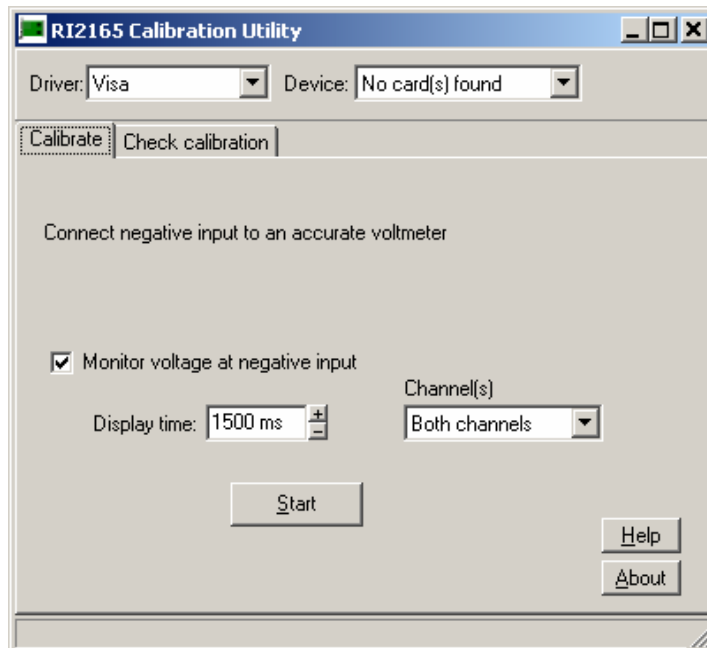 RI2165 Calibration Utility
Driver: Visa Device: No card(s) found
Calibrate Check calibration
Connect negative input to an accurate voltmeter
Monitor voltage at negative input
Channel(s)
Display time: 1500 ms + - Both channels
Start
Help
About